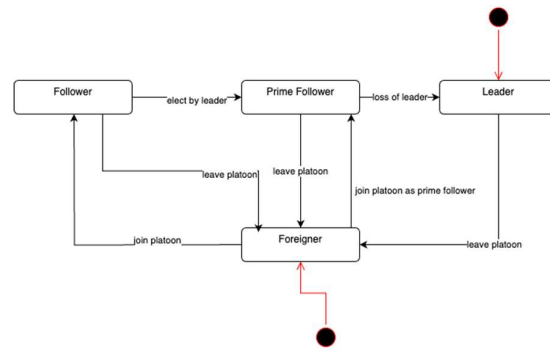 Follower
Prime Follower
Leader
elect by leader
loss of leader
leave platoon
leave platoon
join platoon as prime follower
Foreigner
join platoon
leave platoon